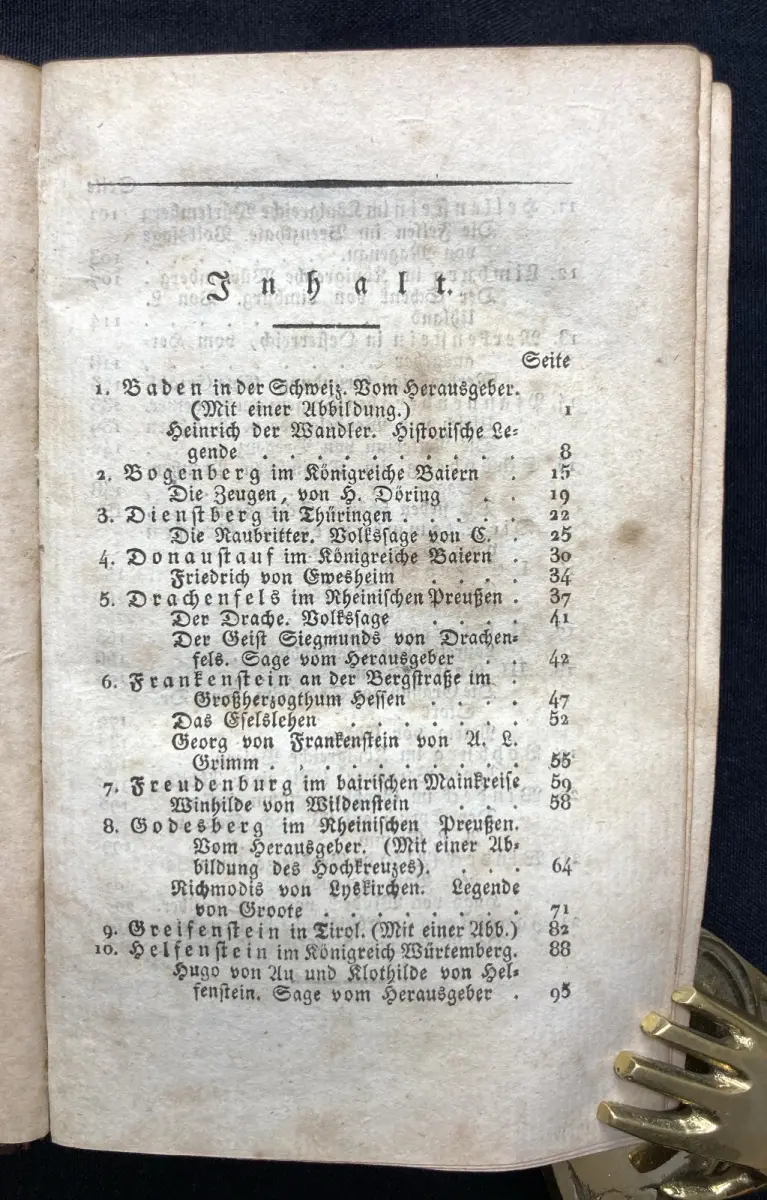 Inhalt.
Seite
1. Baden in der Schweiz. Vom Herausgeber.
(Mit einer Abbildung.) 1
Heinrich der Wandler. Historische Le-
gende . . . . . . . . . . 8
2. Bogenberg im Königreiche Baiern . 15
Die Zeugen, von H. Döring . . 19
3. Dienstberg in Thüringen . . . . . 22
Die Raubritter. Volkssage von C. . 25
4. Donaustauf im Königreiche Baiern . 30
Friedrich von Ewesheim . . . . 34
5. Drachenfels im Rheinischen Preußen . 37
Der Drache. Volkssage . . . . 41
Der Geist Siegmunds von Drachen-
fels. Sage vom Herausgeber . . 42
6. Frankenstein an der Bergstraße im .
Großherzogthum Hessen . . . . 47
Das Eselslehen . . . . . . . 52
Georg von Frankenstein von A. L.
Grimm . . . . . . . . . 55
7. Freudenburg im bairischen Mainkreise 59
Winhilde von Wildenstein . . . 58
8. Godesberg im Rheinischen Preußen.
Vom Herausgeber. (Mit einer Ab-
bildung des Hochkreuzes). . . . 64
Richmodis von Lyskirchen. Legende
von Groote . . . . . . . . 71
9. Greifenstein in Tirol. (Mit einer Abb.) 82
10. Helfenstein im Königreich Würtemberg. 88
Hugo von Au und Klothilde von Hel-
fenstein. Sage vom Herausgeber . 95